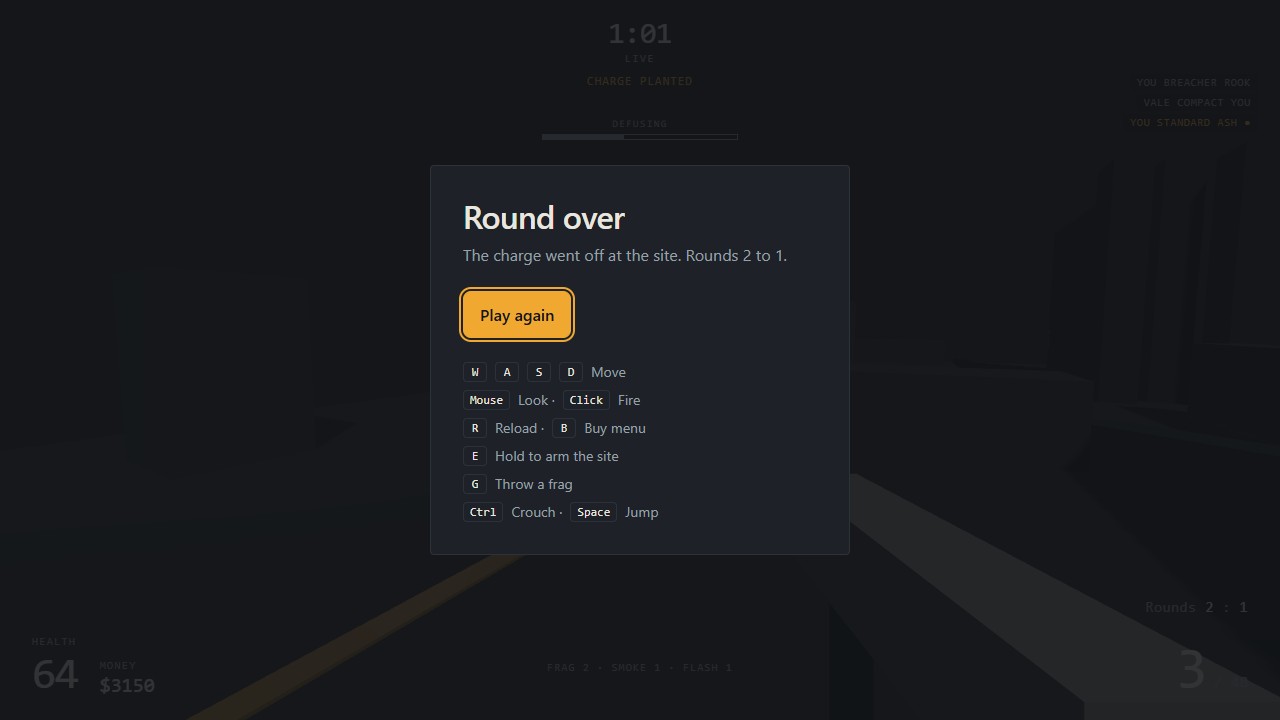 1:01
LIVE
CHARGE PLANTED
DEFUSING
YOU BREACHER ROOK
VALE COMPACT YOU
YOU STANDARD ASH
Round over
The charge went off at the site. Rounds 2 to 1.
Play again
W A S D Move
Mouse Look · Click Fire
R Reload · B Buy menu
E Hold to arm the site
G Throw a frag
Ctrl Crouch · Space Jump
Rounds 2 : 1
HEALTH
64
MONEY
$3150
FRAG 2 · SMOKE 1 · FLASH 1
3